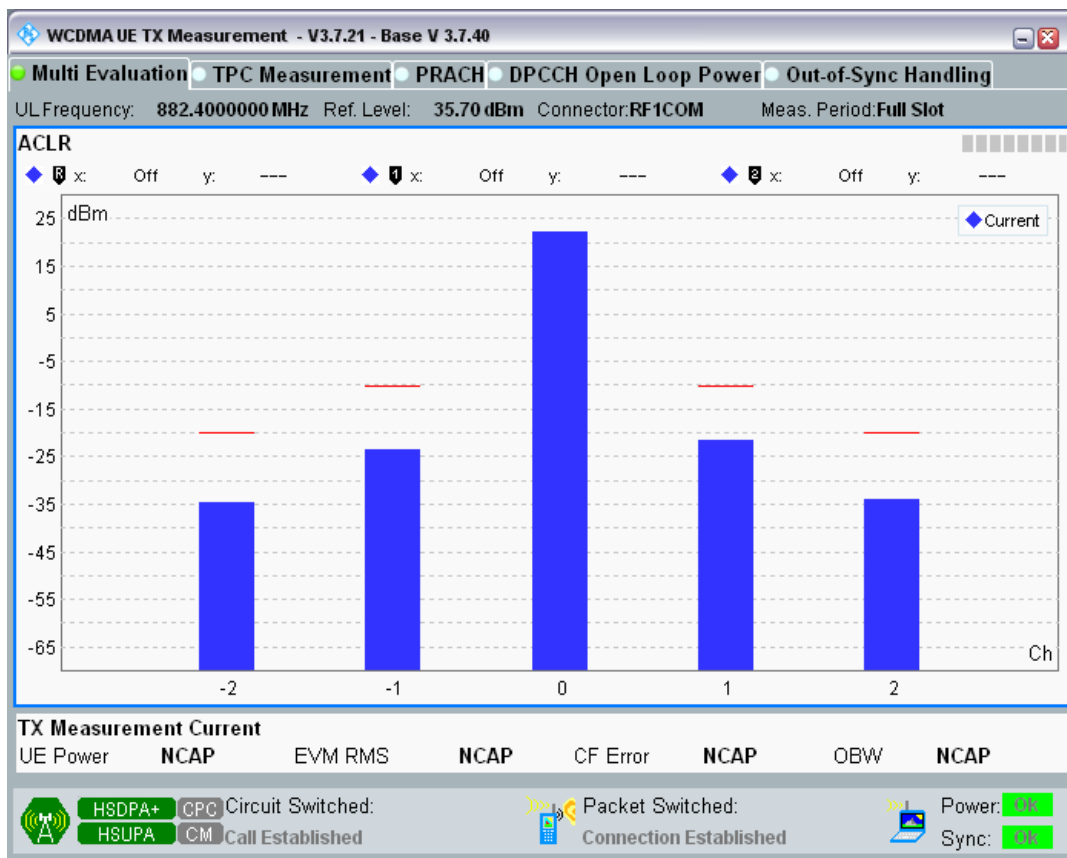 WCDMA UE TX Measurement - V3.7.21 - Base V 3.7.40
Multi Evaluation TPC Measurement PRACH DPCCH Open Loop Power Out-of-Sync Handling
UL Frequency: 882.4000000 MHz Ref. Level: 35.70 dBm Connector:RF1COM Meas. Period:Full Slot
ACLR
R x: Off y: --- 1 x: Off y: --- 2 x: Off y: ---
dBm
Current
25
15
5
-5
-15
-25
-35
-45
-55
-65
Ch
-2 -1 0 1 2
TX Measurement Current
UE Power NCAP EVM RMS NCAP CF Error NCAP OBW NCAP
HSDPA+ CPC Circuit Switched: Packet Switched: Power: Ok
HSUPA CM Call Established Connection Established Sync: Ok